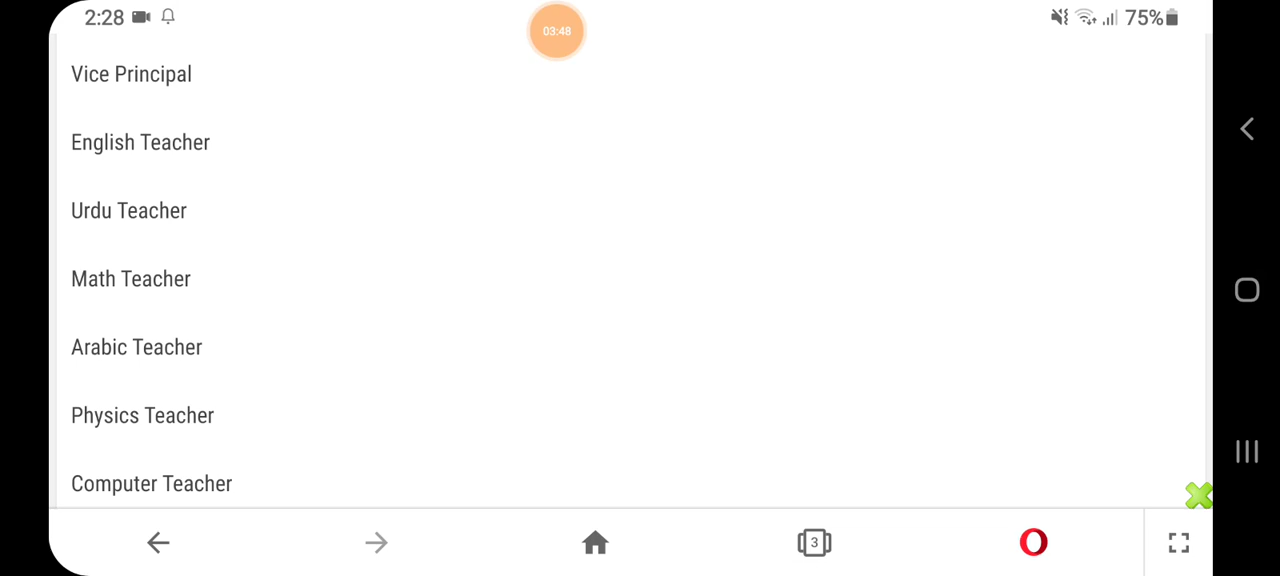 2:28
03:48
75%
Vice Principal
English Teacher
Urdu Teacher
Math Teacher
Arabic Teacher
Physics Teacher
Computer Teacher
3